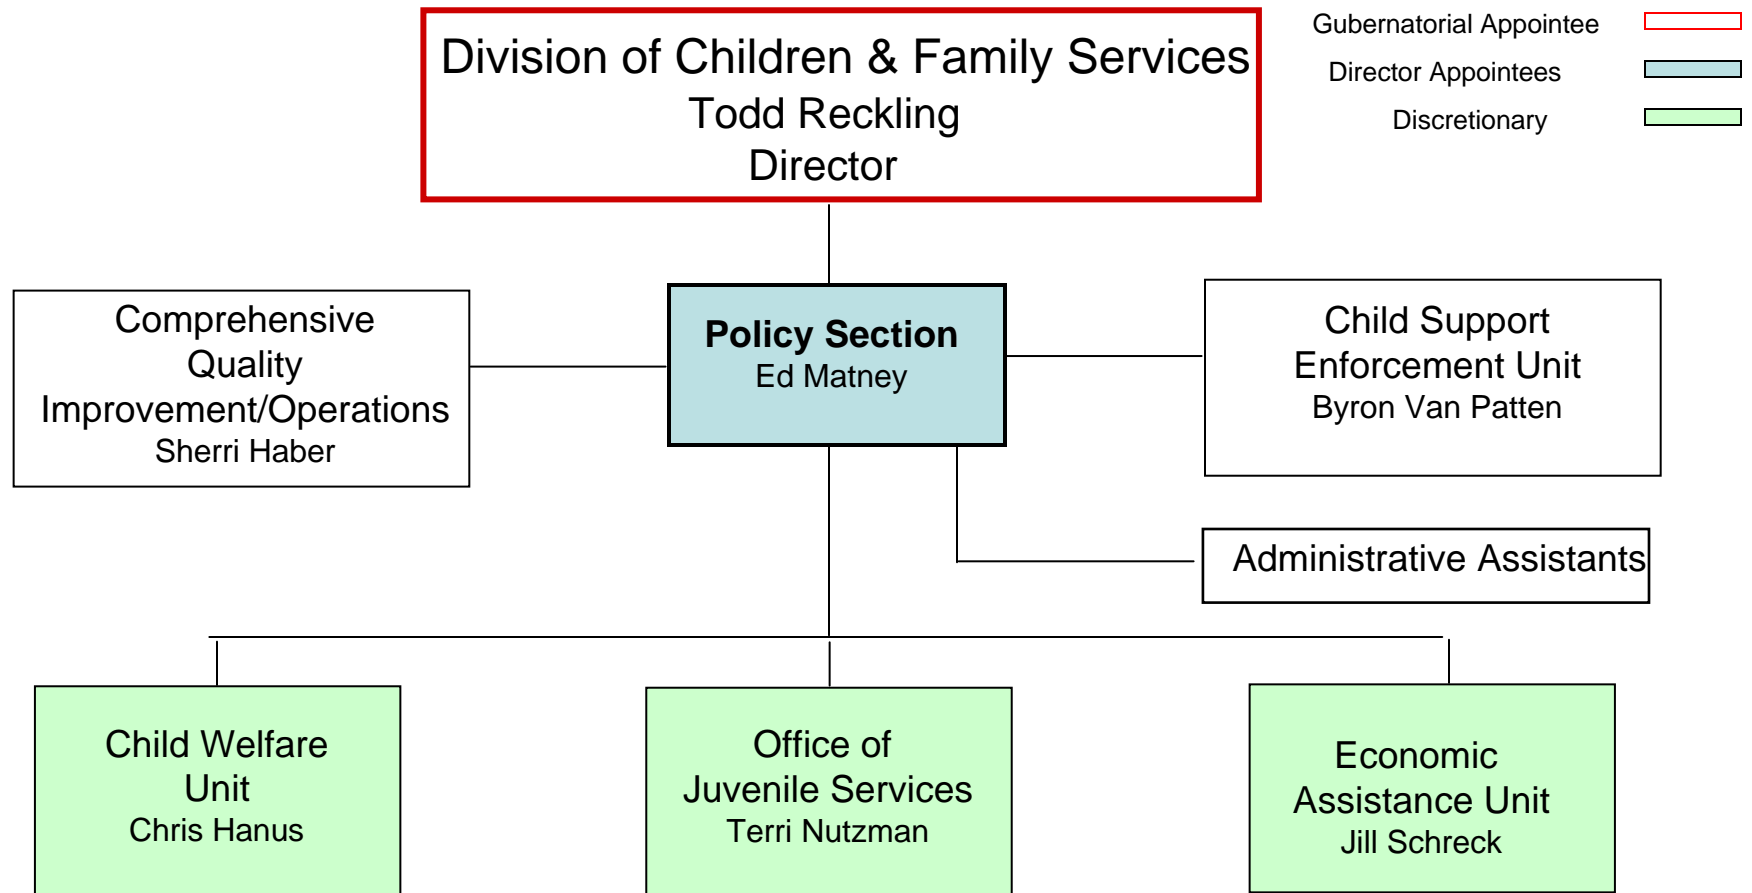 Division of Children & Family Services
Todd Reckling
Director
Gubernatorial Appointee
Director Appointees
Discretionary
Comprehensive
Quality
Improvement/Operations
Sherri Haber
Policy Section
Ed Matney
Child Support
Enforcement Unit
Byron Van Patten
Administrative Assistants
Child Welfare
Unit
Chris Hanus
Office of
Juvenile Services
Terri Nutzman
Economic
Assistance Unit
Jill Schreck